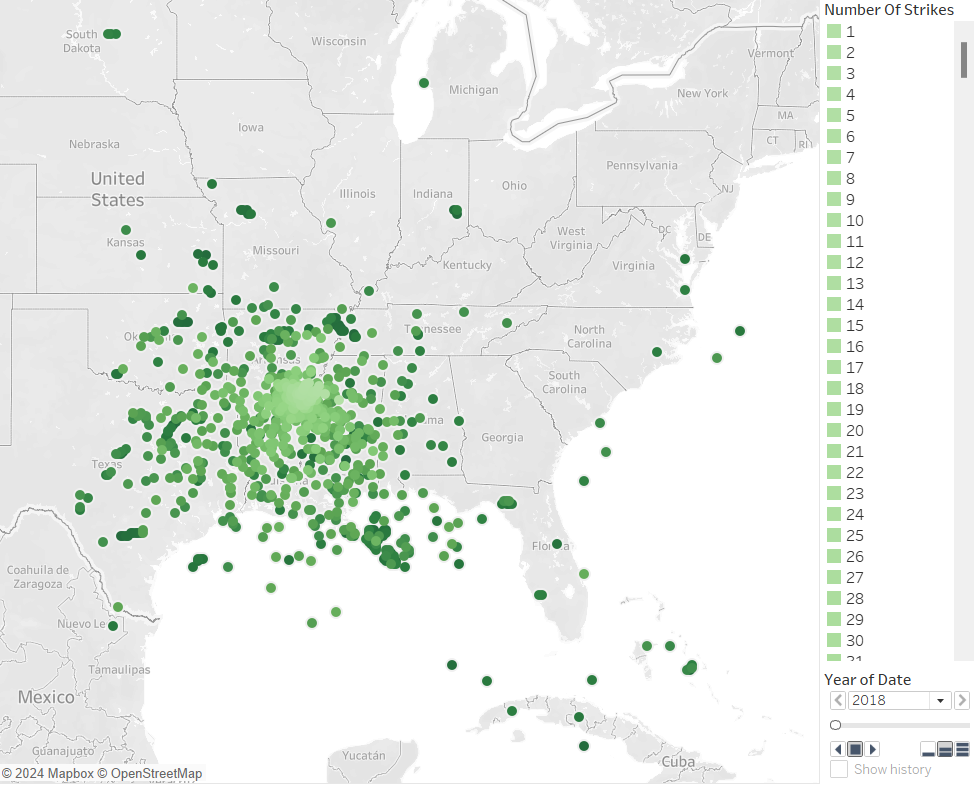 South
Dakota
Wisconsin
Michigan
Vermont
New York
MA
CT
RI
Iowa
Nebraska
Pennsylvania
United
States
Illinois
Indiana
Ohio
NJ
DC
DE
West
Virginia
Kansas
Missouri
Kentucky
Virginia
Tennessee
North
Carolina
South
Carolina
Georgia
Texas
Florida
Coahuila de
Zaragoza
Nuevo Le
Tamaulipas
Mexico
Guanajuato
Yucatán
Cuba
© 2024 Mapbox © OpenStreetMap
Number Of Strikes
1
2
3
4
5
6
7
8
9
10
11
12
13
14
15
16
17
18
19
20
21
22
23
24
25
26
27
28
29
30
31
Year of Date
2018
Show history